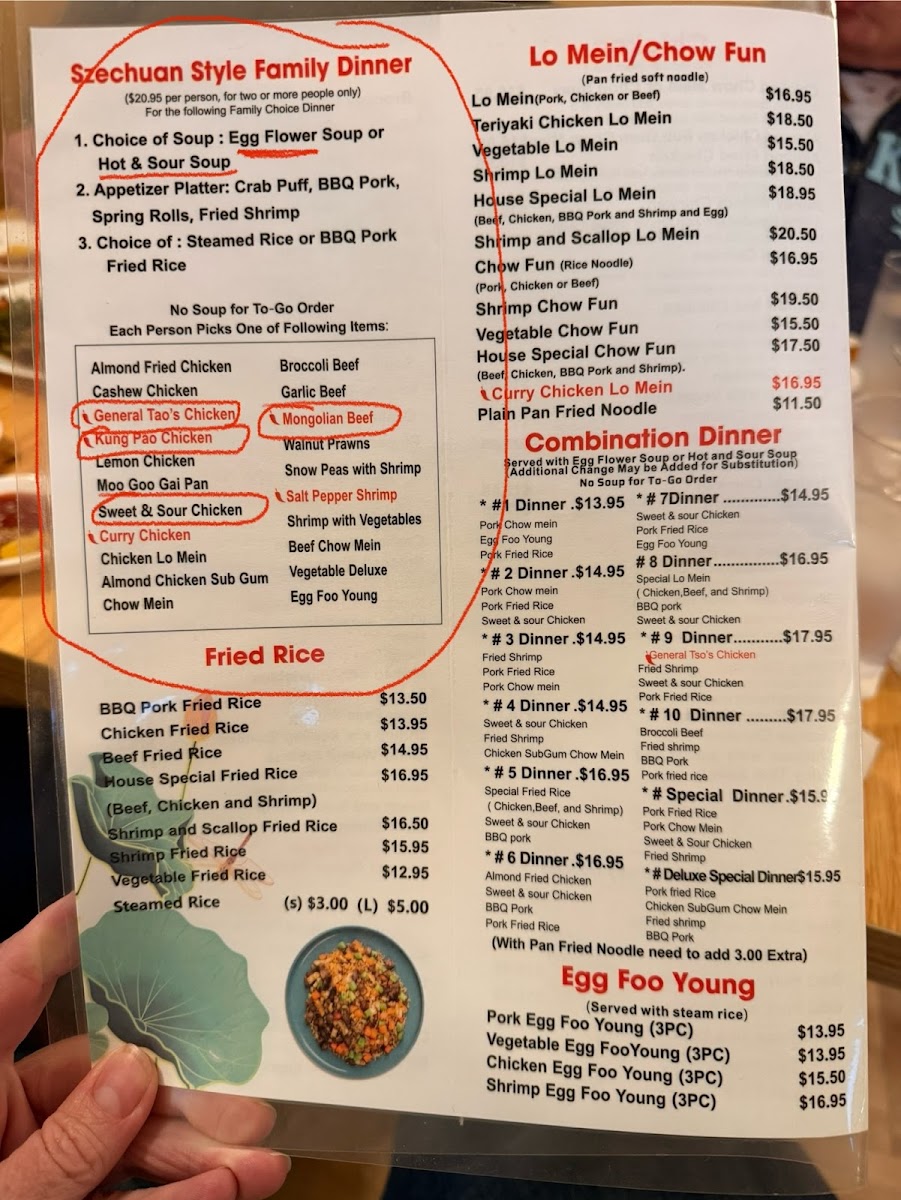 Szechuan Style Family Dinner
($20.95 per person, for two or more people only)
For the following Family Choice Dinner
1. Choice of Soup : Egg Flower Soup or
Hot & Sour Soup
2. Appetizer Platter: Crab Puff, BBQ Pork,
Spring Rolls, Fried Shrimp
3. Choice of : Steamed Rice or BBQ Pork
Fried Rice
No Soup for To-Go Order
Each Person Picks One of Following Items:
Almond Fried Chicken
Cashew Chicken
General Tao's Chicken
Kung Pao Chicken
Lemon Chicken
Moo Goo Gai Pan
Sweet & Sour Chicken
Curry Chicken
Chicken Lo Mein
Almond Chicken Sub Gum
Chow Mein
Broccoli Beef
Garlic Beef
Mongolian Beef
Walnut Prawns
Snow Peas with Shrimp
Salt Pepper Shrimp
Shrimp with Vegetables
Beef Chow Mein
Vegetable Deluxe
Egg Foo Young
Fried Rice
BBQ Pork Fried Rice $13.50
Chicken Fried Rice $13.95
Beef Fried Rice $14.95
House Special Fried Rice $16.95
(Beef, Chicken and Shrimp)
Shrimp and Scallop Fried Rice $16.50
Shrimp Fried Rice $15.95
Vegetable Fried Rice $12.95
Steamed Rice (s) $3.00 (L) $5.00
Lo Mein/Chow Fun
(Pan fried soft noodle)
Lo Mein(Pork, Chicken or Beef) $16.95
Teriyaki Chicken Lo Mein $18.50
Vegetable Lo Mein $15.50
Shrimp Lo Mein $18.50
House Special Lo Mein $18.95
(Beef, Chicken, BBQ Pork and Shrimp and Egg)
Shrimp and Scallop Lo Mein $20.50
Chow Fun (Rice Noodle) $16.95
(Pork, Chicken or Beef)
Shrimp Chow Fun $19.50
Vegetable Chow Fun $15.50
House Special Chow Fun $17.50
(Beef, Chicken, BBQ Pork and Shrimp).
Curry Chicken Lo Mein $16.95
Plain Pan Fried Noodle $11.50
Combination Dinner
Served with Egg Flower Soup or Hot and Sour Soup
(Additional Change May be Added for Substitution)
No Soup for To-Go Order
* #1 Dinner .$13.95
Pork Chow mein
Egg Foo Young
Pork Fried Rice
* # 2 Dinner .$14.95
Pork Chow mein
Pork Fried Rice
Sweet & sour Chicken
* # 3 Dinner .$14.95
Fried Shrimp
Pork Fried Rice
Pork Chow mein
* # 4 Dinner .$14.95
Sweet & sour Chicken
Fried Shrimp
Chicken SubGum Chow Mein
* # 5 Dinner .$16.95
Special Fried Rice
( Chicken,Beef, and Shrimp)
Sweet & sour Chicken
BBQ pork
* # 6 Dinner .$16.95
Almond Fried Chicken
Sweet & sour Chicken
BBQ Pork
Pork Fried Rice
* # 7Dinner .............$14.95
Sweet & sour Chicken
Pork Fried Rice
Egg Foo Young
# 8 Dinner...............$16.95
Special Lo Mein
( Chicken,Beef, and Shrimp)
BBQ pork
Sweet & sour Chicken
* # 9 Dinner...........$17.95
General Tso's Chicken
Fried Shrimp
Sweet & sour Chicken
Pork Fried Rice
* # 10 Dinner .........$17.95
Broccoli Beef
Fried shrimp
BBQ Pork
Pork fried rice
* # Special Dinner.$15.9
Pork Fried Rice
Pork Chow Mein
Sweet & Sour Chicken
Fried Shrimp
* # Deluxe Special Dinner$15.95
Pork fried Rice
Chicken SubGum Chow Mein
Fried shrimp
BBQ Pork
(With Pan Fried Noodle need to add 3.00 Extra)
Egg Foo Young
(Served with steam rice)
Pork Egg Foo Young (3PC) $13.95
Vegetable Egg FooYoung (3PC) $13.95
Chicken Egg Foo Young (3PC) $15.50
Shrimp Egg Foo Young (3PC) $16.95